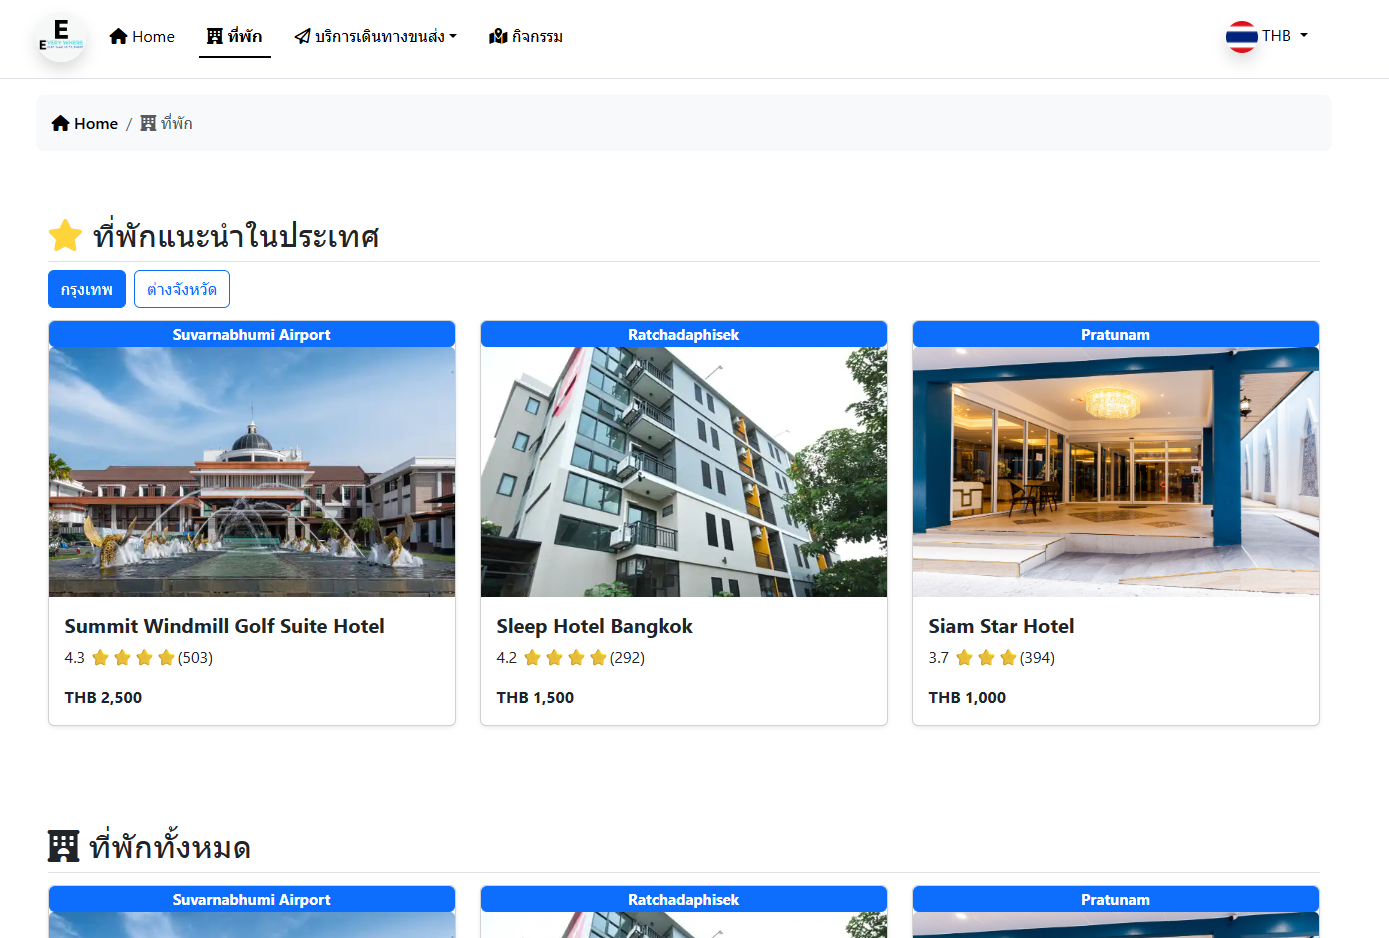 E
Home
ที่พัก
บริการเดินทางขนส่ง
กิจกรรม
THB
Home / ที่พัก
ที่พักแนะนำในประเทศ
กรุงเทพ
ต่างจังหวัด
Suvarnabhumi Airport
Ratchadaphisek
Pratunam
Summit Windmill Golf Suite Hotel
4.2 (503)
THB 2,500
Sleep Hotel Bangkok
4.2 (292)
THB 1,500
Siam Star Hotel
3.7 (394)
THB 1,000
ที่พักทั้งหมด
Suvarnabhumi Airport
Ratchadaphisek
Pratunam